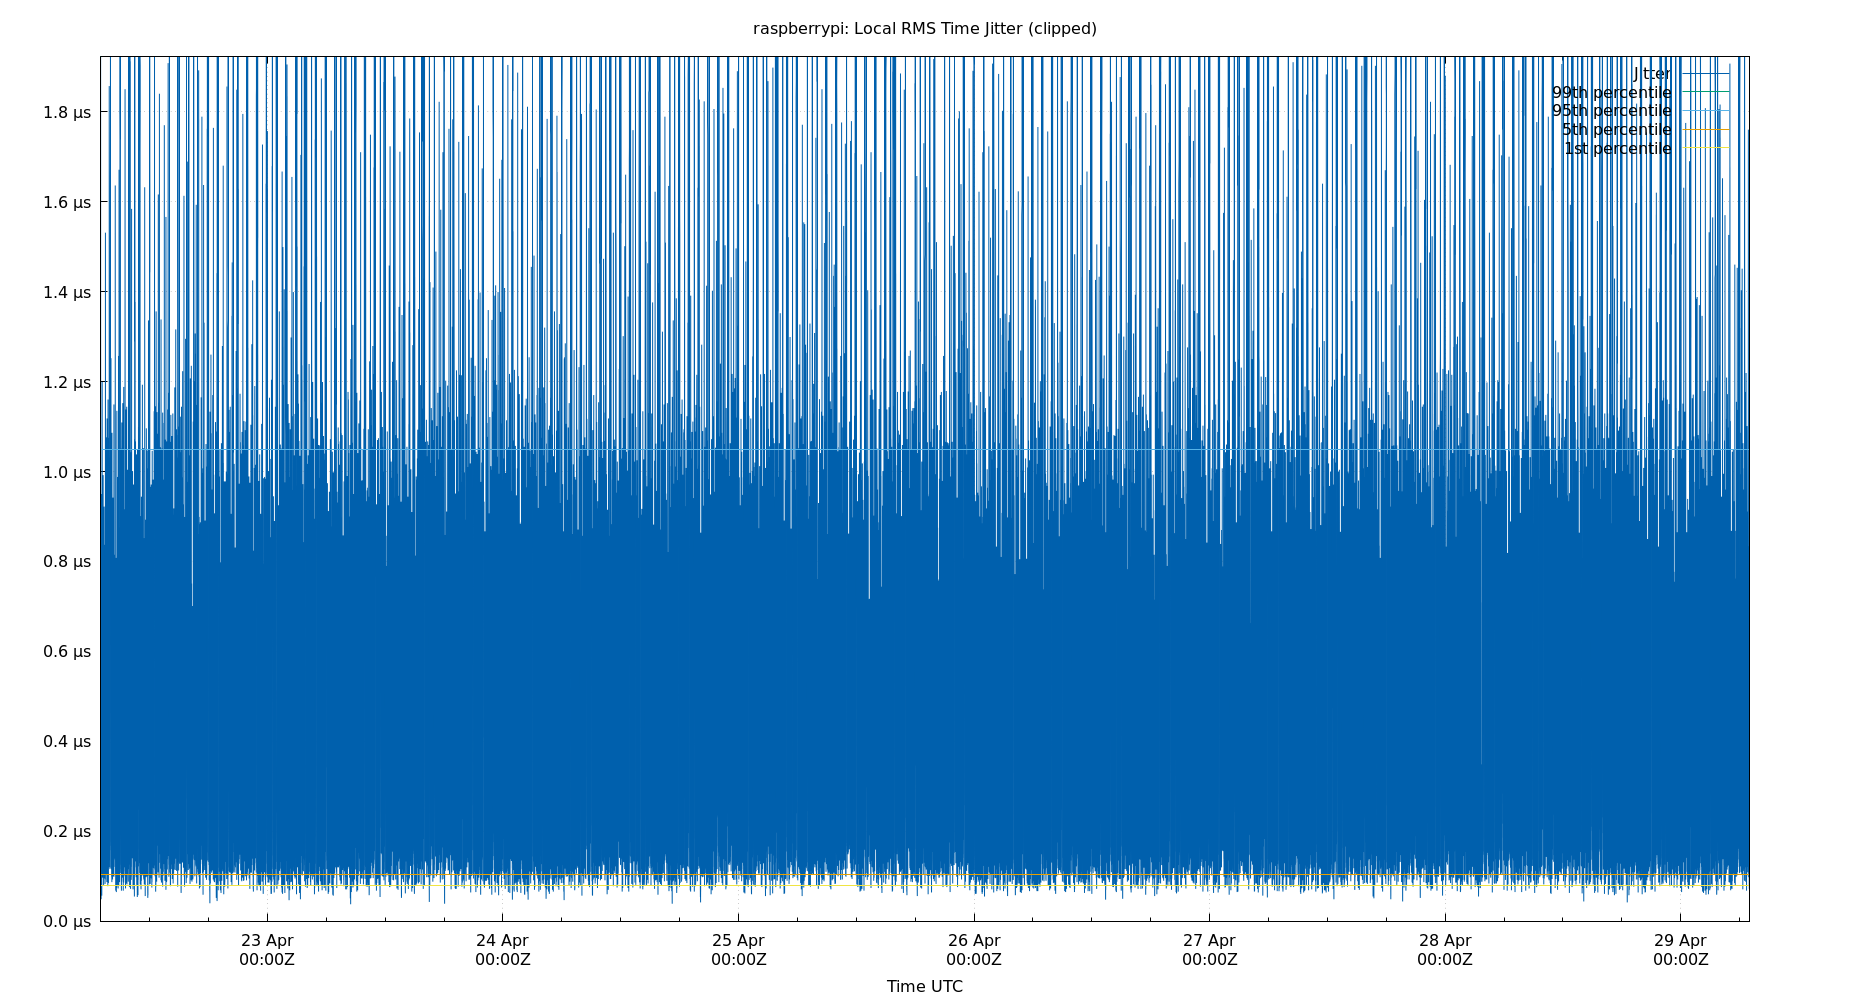 raspberrypi: Local RMS Time Jitter (clipped)
Jitter
99th percentile
95th percentile
5th percentile
1st percentile
1.8 µs
1.6 µs
1.4 µs
1.2 µs
1.0 µs
0.8 µs
0.6 µs
0.4 µs
0.2 µs
0.0 µs
23 Apr 24 Apr 25 Apr 26 Apr 27 Apr 28 Apr 29 Apr
00:00Z 00:00Z 00:00Z 00:00Z 00:00Z 00:00Z 00:00Z
Time UTC